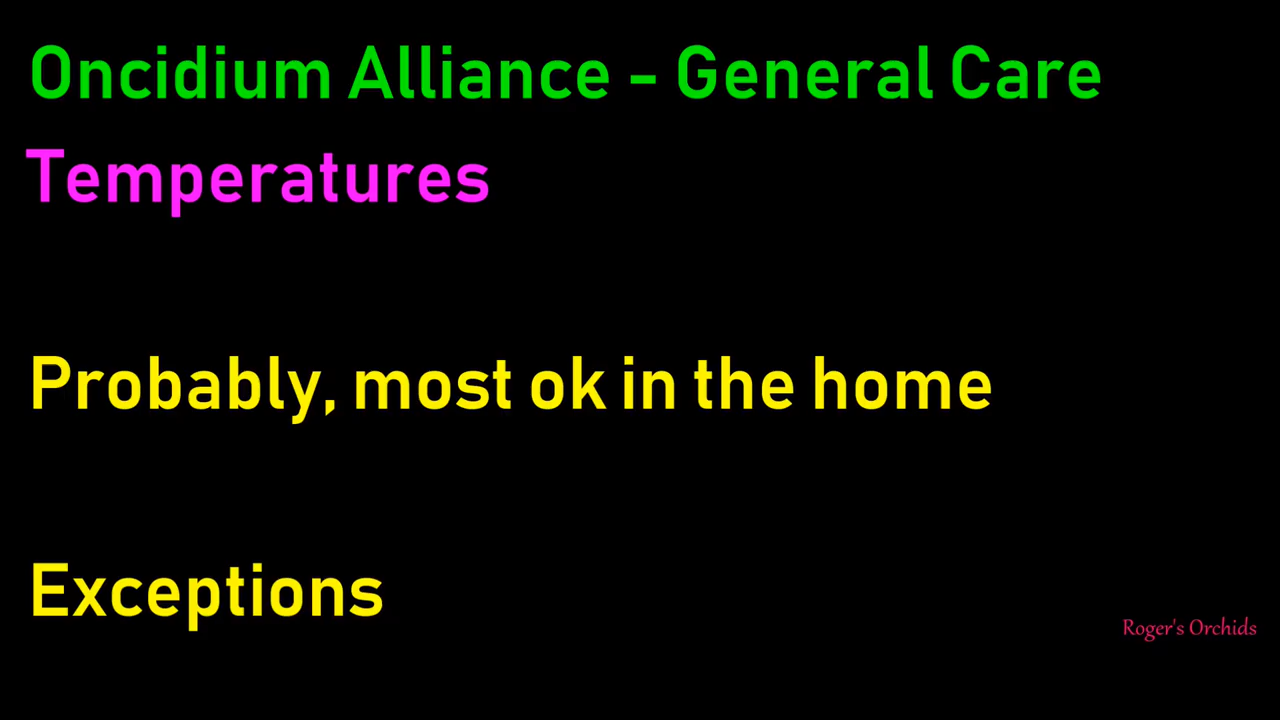 Oncidium Alliance - General Care
Temperatures
Probably, most ok in the home
Exceptions
Roger's Orchids